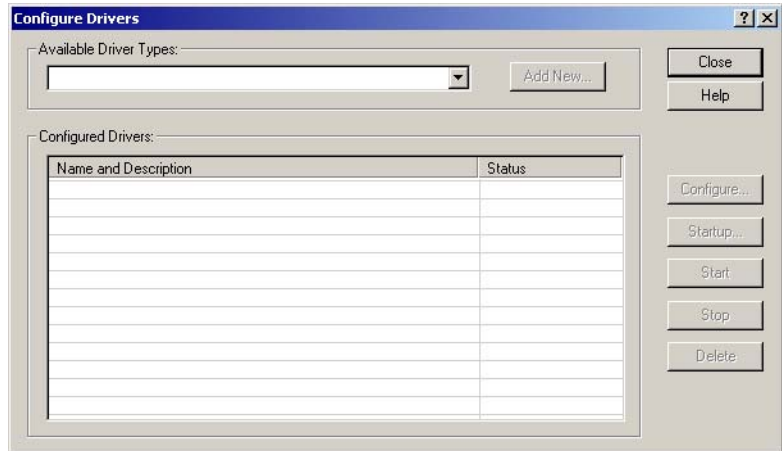 Configure Drivers
Available Driver Types:
Add New...
Close
Help
Configured Drivers:
Name and Description Status
Configure...
Startup...
Start
Stop
Delete